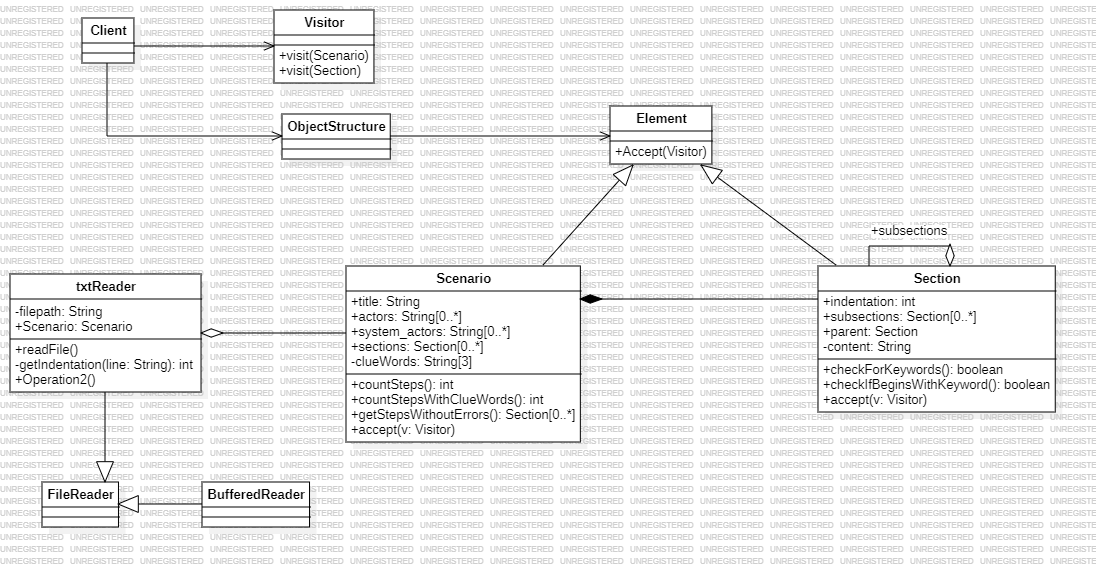 Client
Visitor
+visit(Scenario)
+visit(Section)
ObjectStructure
Element
+Accept(Visitor)
+subsections
txtReader
-filepath: String
+Scenario: Scenario
+readFile()
-getIndentation(line: String): int
+Operation2()
Scenario
+title: String
+actors: String[0..*]
+system_actors: String[0..*]
+sections: Section[0..*]
-clueWords: String[3]
+countSteps(): int
+countStepsWithClueWords(): int
+getStepsWithoutErrors(): Section[0..*]
+accept(v: Visitor)
Section
+indentation: int
+subsections: Section[0..*]
+parent: Section
-content: String
+checkForKeywords(): boolean
+checkIfBeginsWithKeyword(): boolean
+accept(v: Visitor)
FileReader
BufferedReader
UNREGISTERED